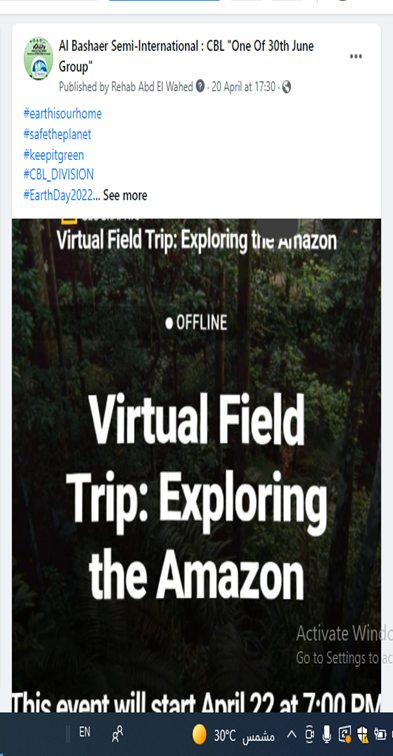 Al Bashaer Semi-International : CBL "One Of 30th June
Group"
Published by Rehab Abd El Wahed ? · 20 April at 17:30 ·
#earthisourhome
#safetheplanet
#keepitgreen
#CBL_DIVISION
#EarthDay2022... See more
Virtual Field Trip: Exploring the Amazon
OFFLINE
Virtual Field
Trip: Exploring
the Amazon
Activate Windo
Go to Settings to ac
This event will start April 22 at 7:00 PM
EN
30°C مشمس